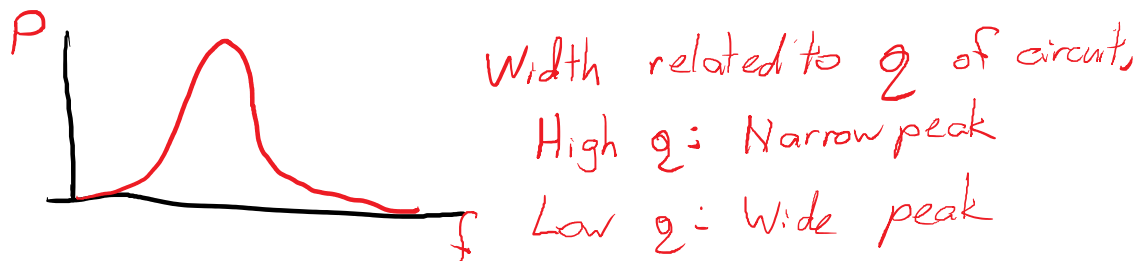 P
Width related to Q of circuit,
High Q: Narrow peak
Low Q: Wide peak
f